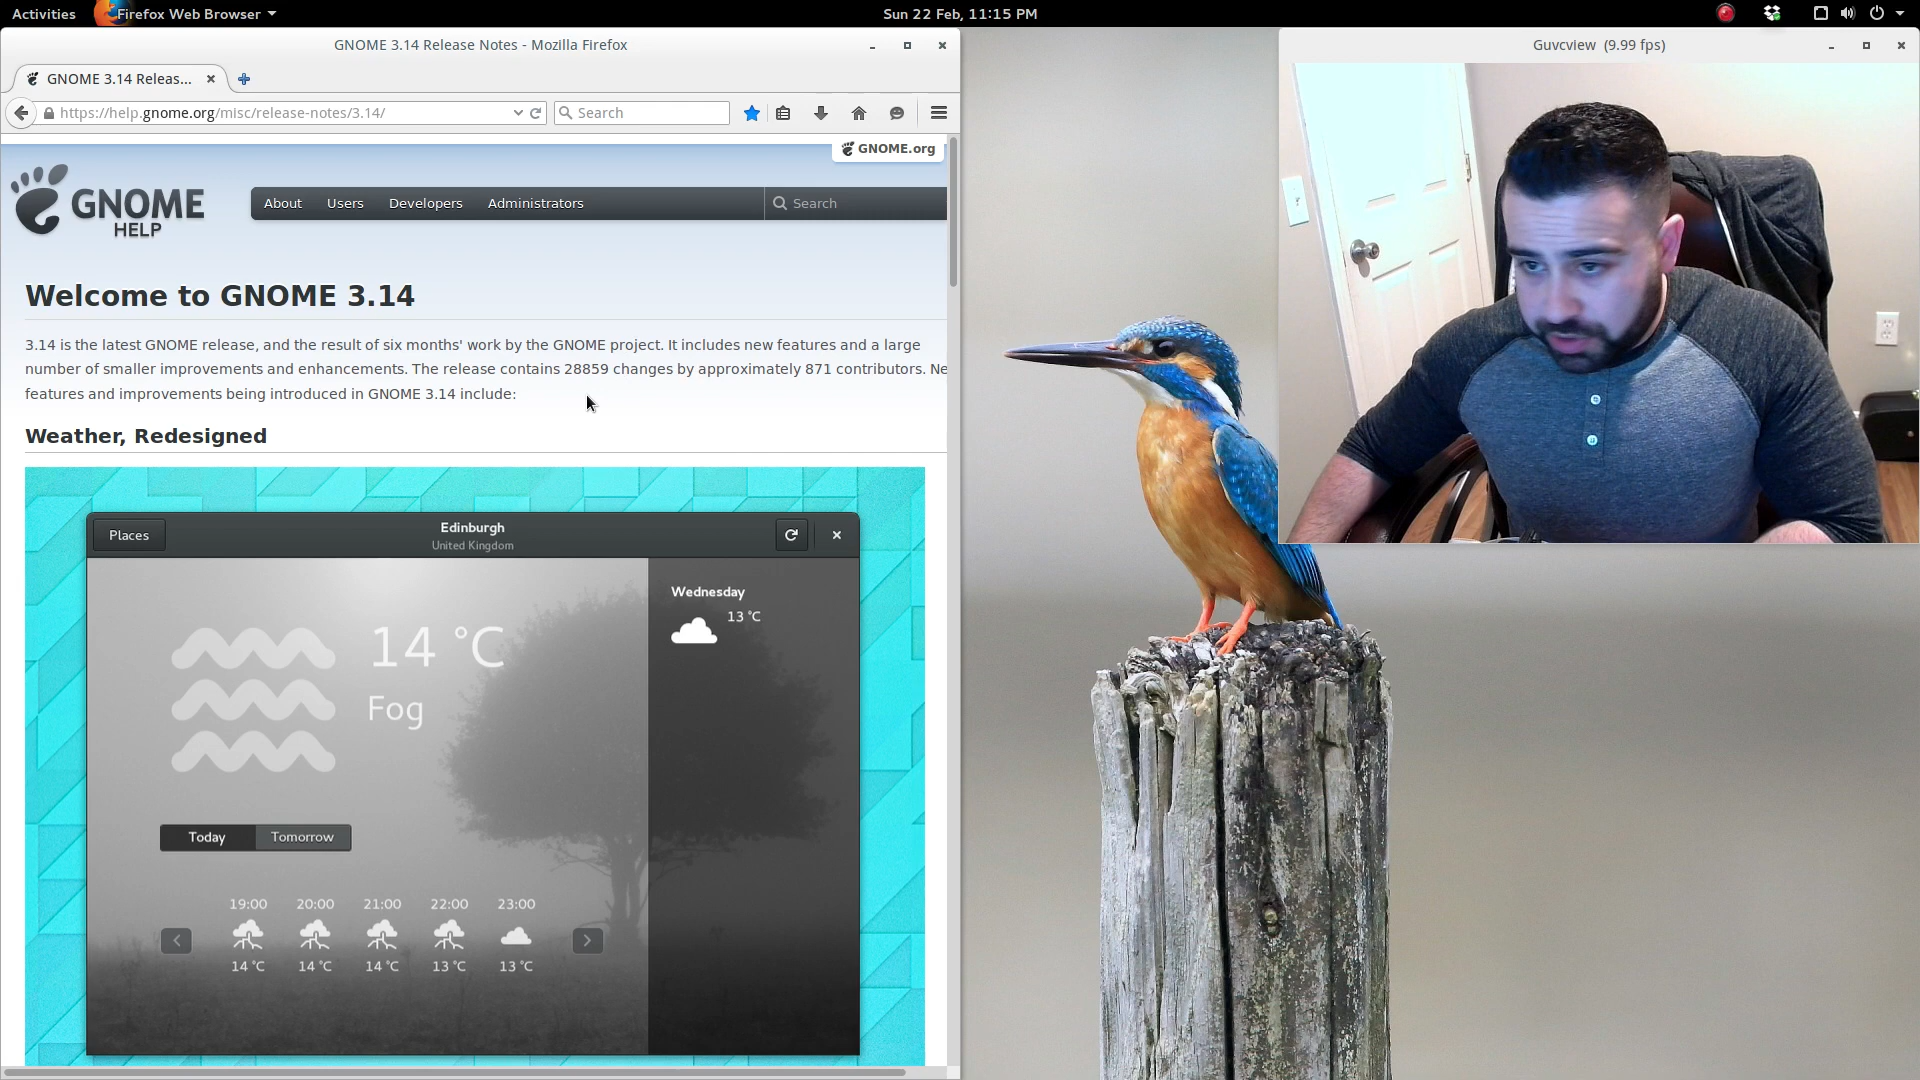 Activities
Firefox Web Browser
Sun 22 Feb, 11:15 PM
GNOME 3.14 Release Notes - Mozilla Firefox
GNOME 3.14 Releas...
https://help.gnome.org/misc/release-notes/3.14/
Search
GNOME.org
GNOME
HELP
About
Users
Developers
Administrators
Search
Welcome to GNOME 3.14
3.14 is the latest GNOME release, and the result of six months' work by the GNOME project. It includes new features and a large
number of smaller improvements and enhancements. The release contains 28859 changes by approximately 871 contributors. Ne
features and improvements being introduced in GNOME 3.14 include:
Weather, Redesigned
Places
Edinburgh
United Kingdom
14 °C
Fog
Wednesday
13 °C
Today
Tomorrow
19:00 20:00 21:00 22:00 23:00
14 °C 14 °C 14 °C 13 °C 13 °C
Guvcview (9.99 fps)